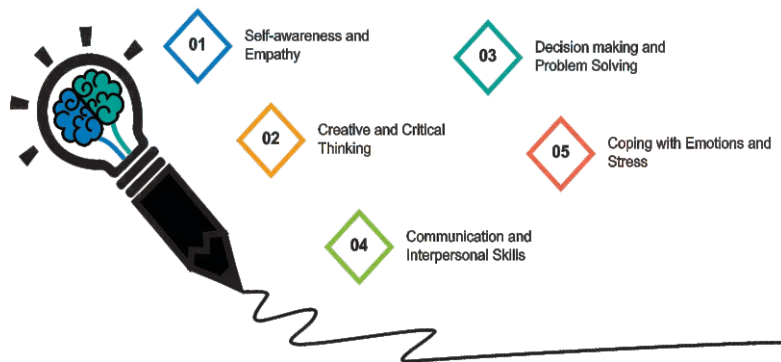 01
Self-awareness and
Empathy
02
Creative and Critical
Thinking
03
Decision making and
Problem Solving
04
Communication and
Interpersonal Skills
05
Coping with Emotions and
Stress